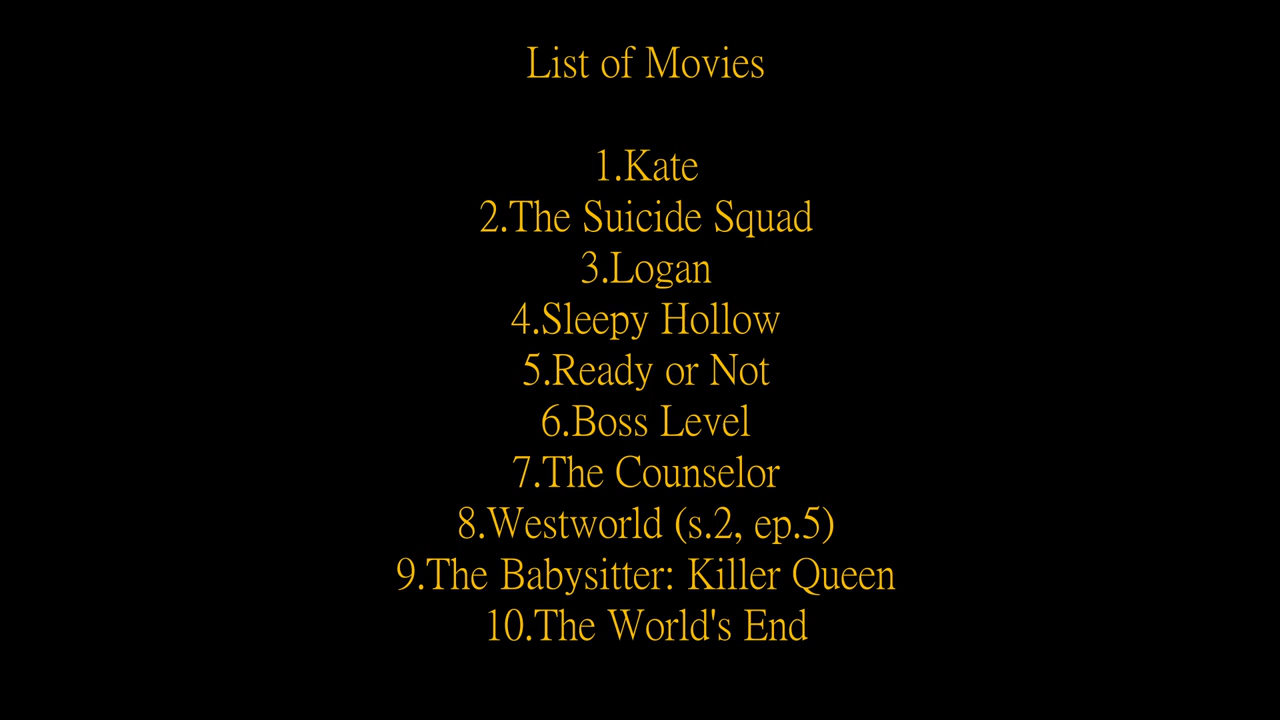 List of Movies
1.Kate
2.The Suicide Squad
3.Logan
4.Sleepy Hollow
5.Ready or Not
6.Boss Level
7.The Counselor
8.Westworld (s.2, ep.5)
9.The Babysitter: Killer Queen
10.The World's End